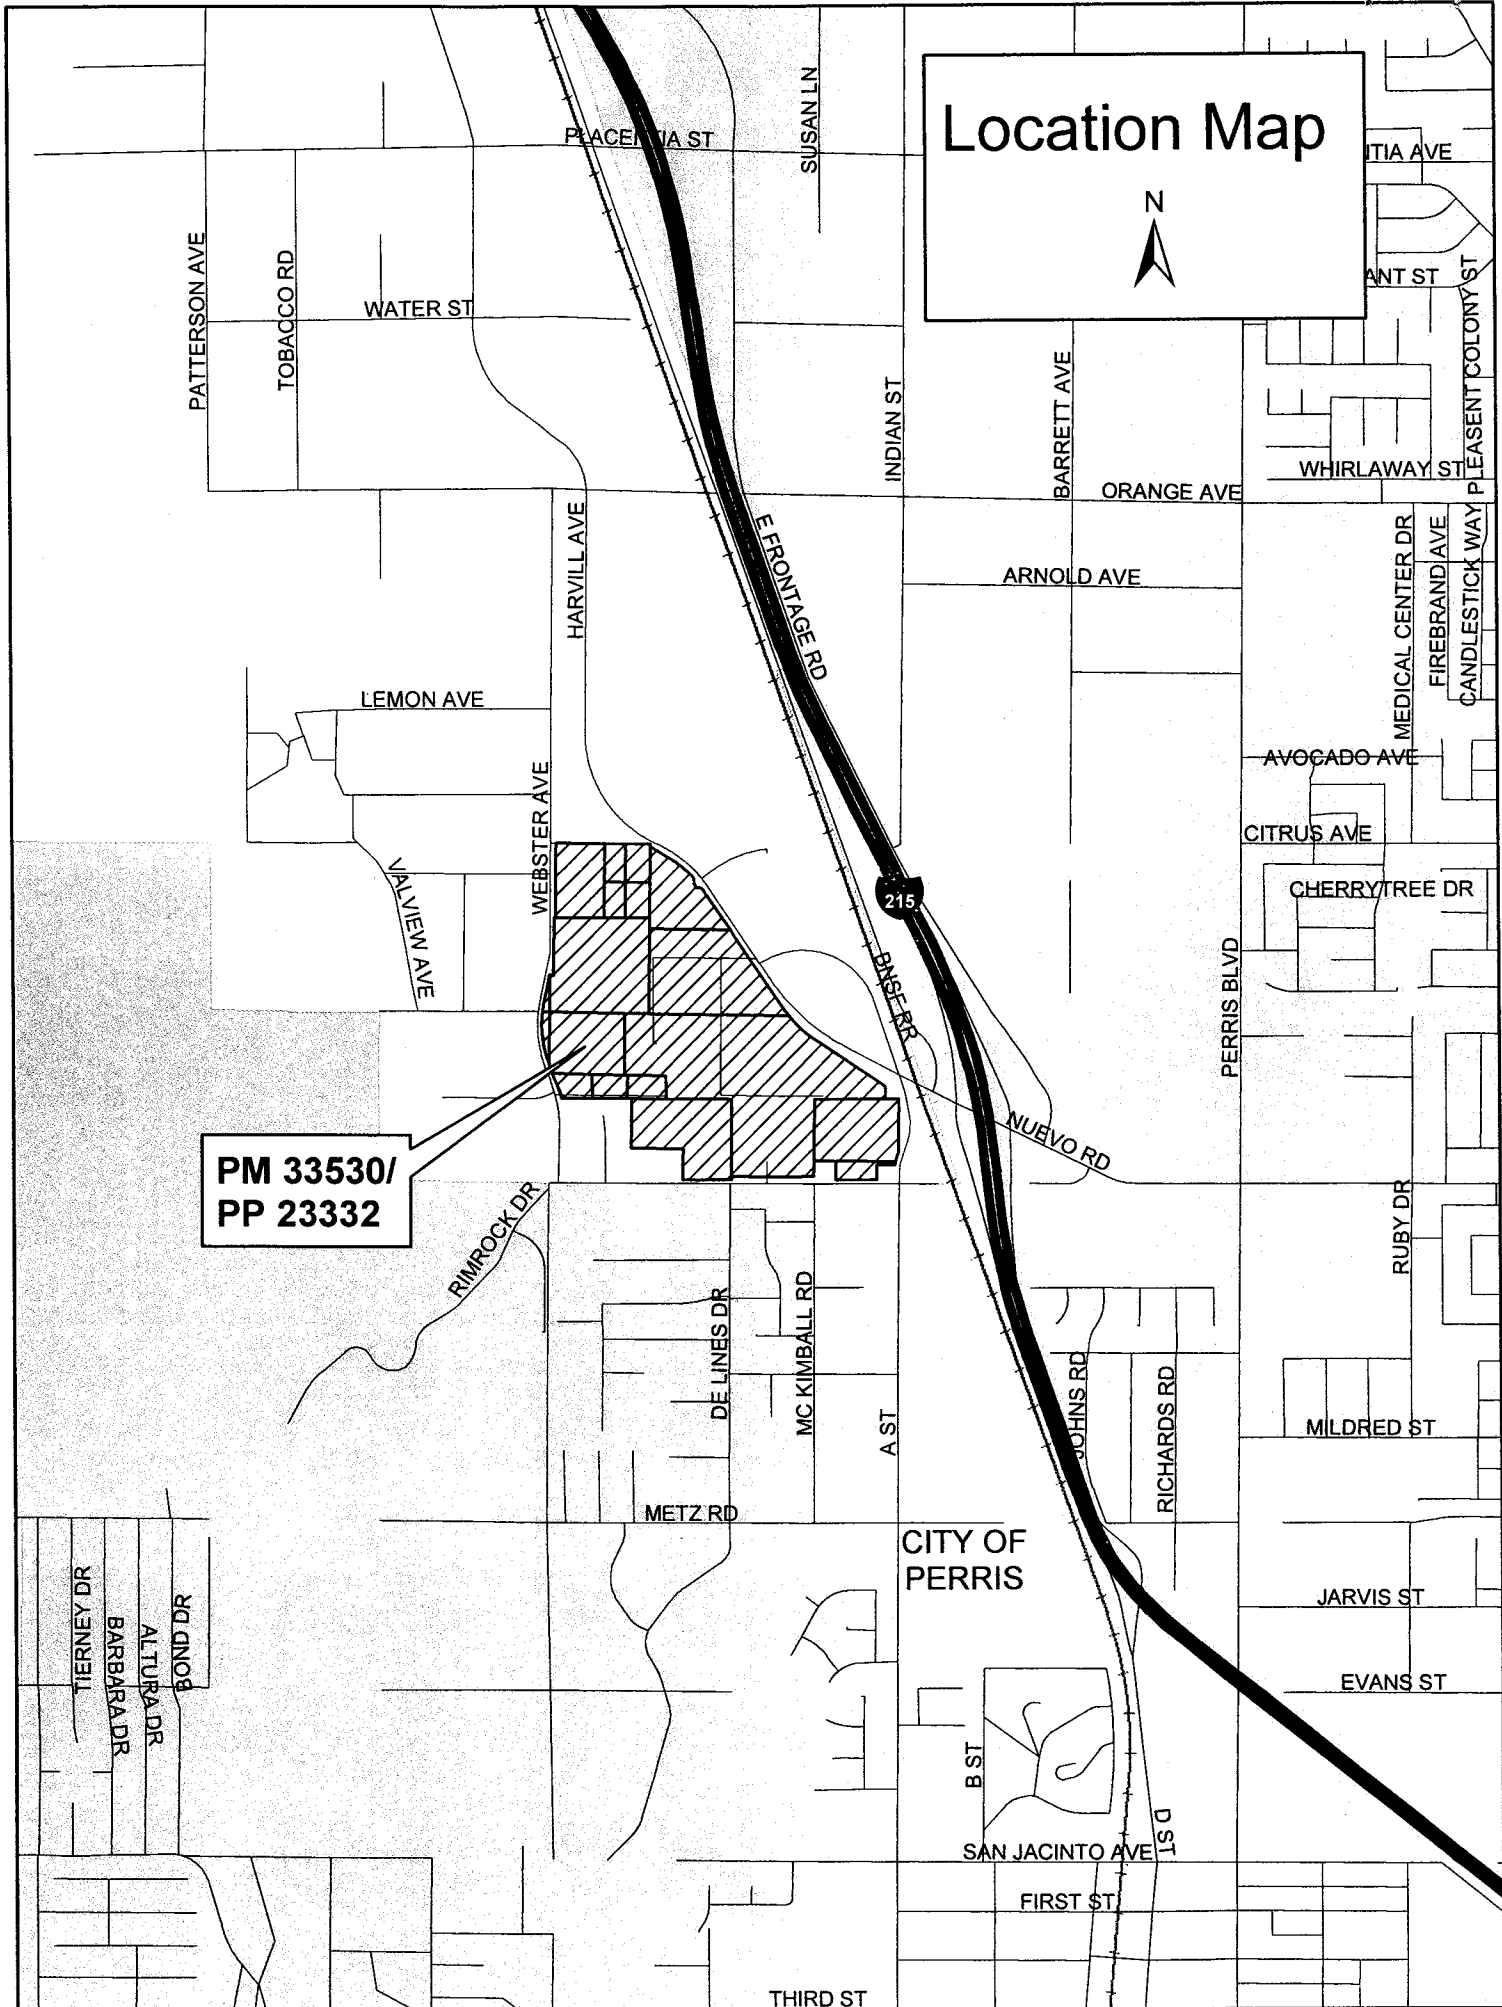 Location Map
N
PLACENTIA ST
SUSAN LN
TIA AVE
ANT ST
PATTERSON AVE
TOBACCO RD
WATER ST
INDIAN ST
BARRETT AVE
PLEASENT COLONY ST
WHIRLAWAY ST
ORANGE AVE
HARVILL AVE
E FRONTAGE RD
ARNOLD AVE
MEDICAL CENTER DR
FIREBRAND AVE
CANDLESTICK WAY
LEMON AVE
AVOCADO AVE
WEBSTER AVE
CITRUS AVE
VALVIEW AVE
215
CHERRYTREE DR
BNSF RR
PERRIS BLVD
NUEVO RD
PM 33530/
PP 23332
RIMROCK DR
RUBY DR
DE LINES DR
MC KIMBALL RD
A ST
JOHNS RD
RICHARDS RD
MILDRED ST
METZ RD
CITY OF
PERRIS
TIERNEY DR
BARBARA DR
ALTURA DR
BOND DR
JARVIS ST
EVANS ST
B ST
D ST
SAN JACINTO AVE
FIRST ST
THIRD ST